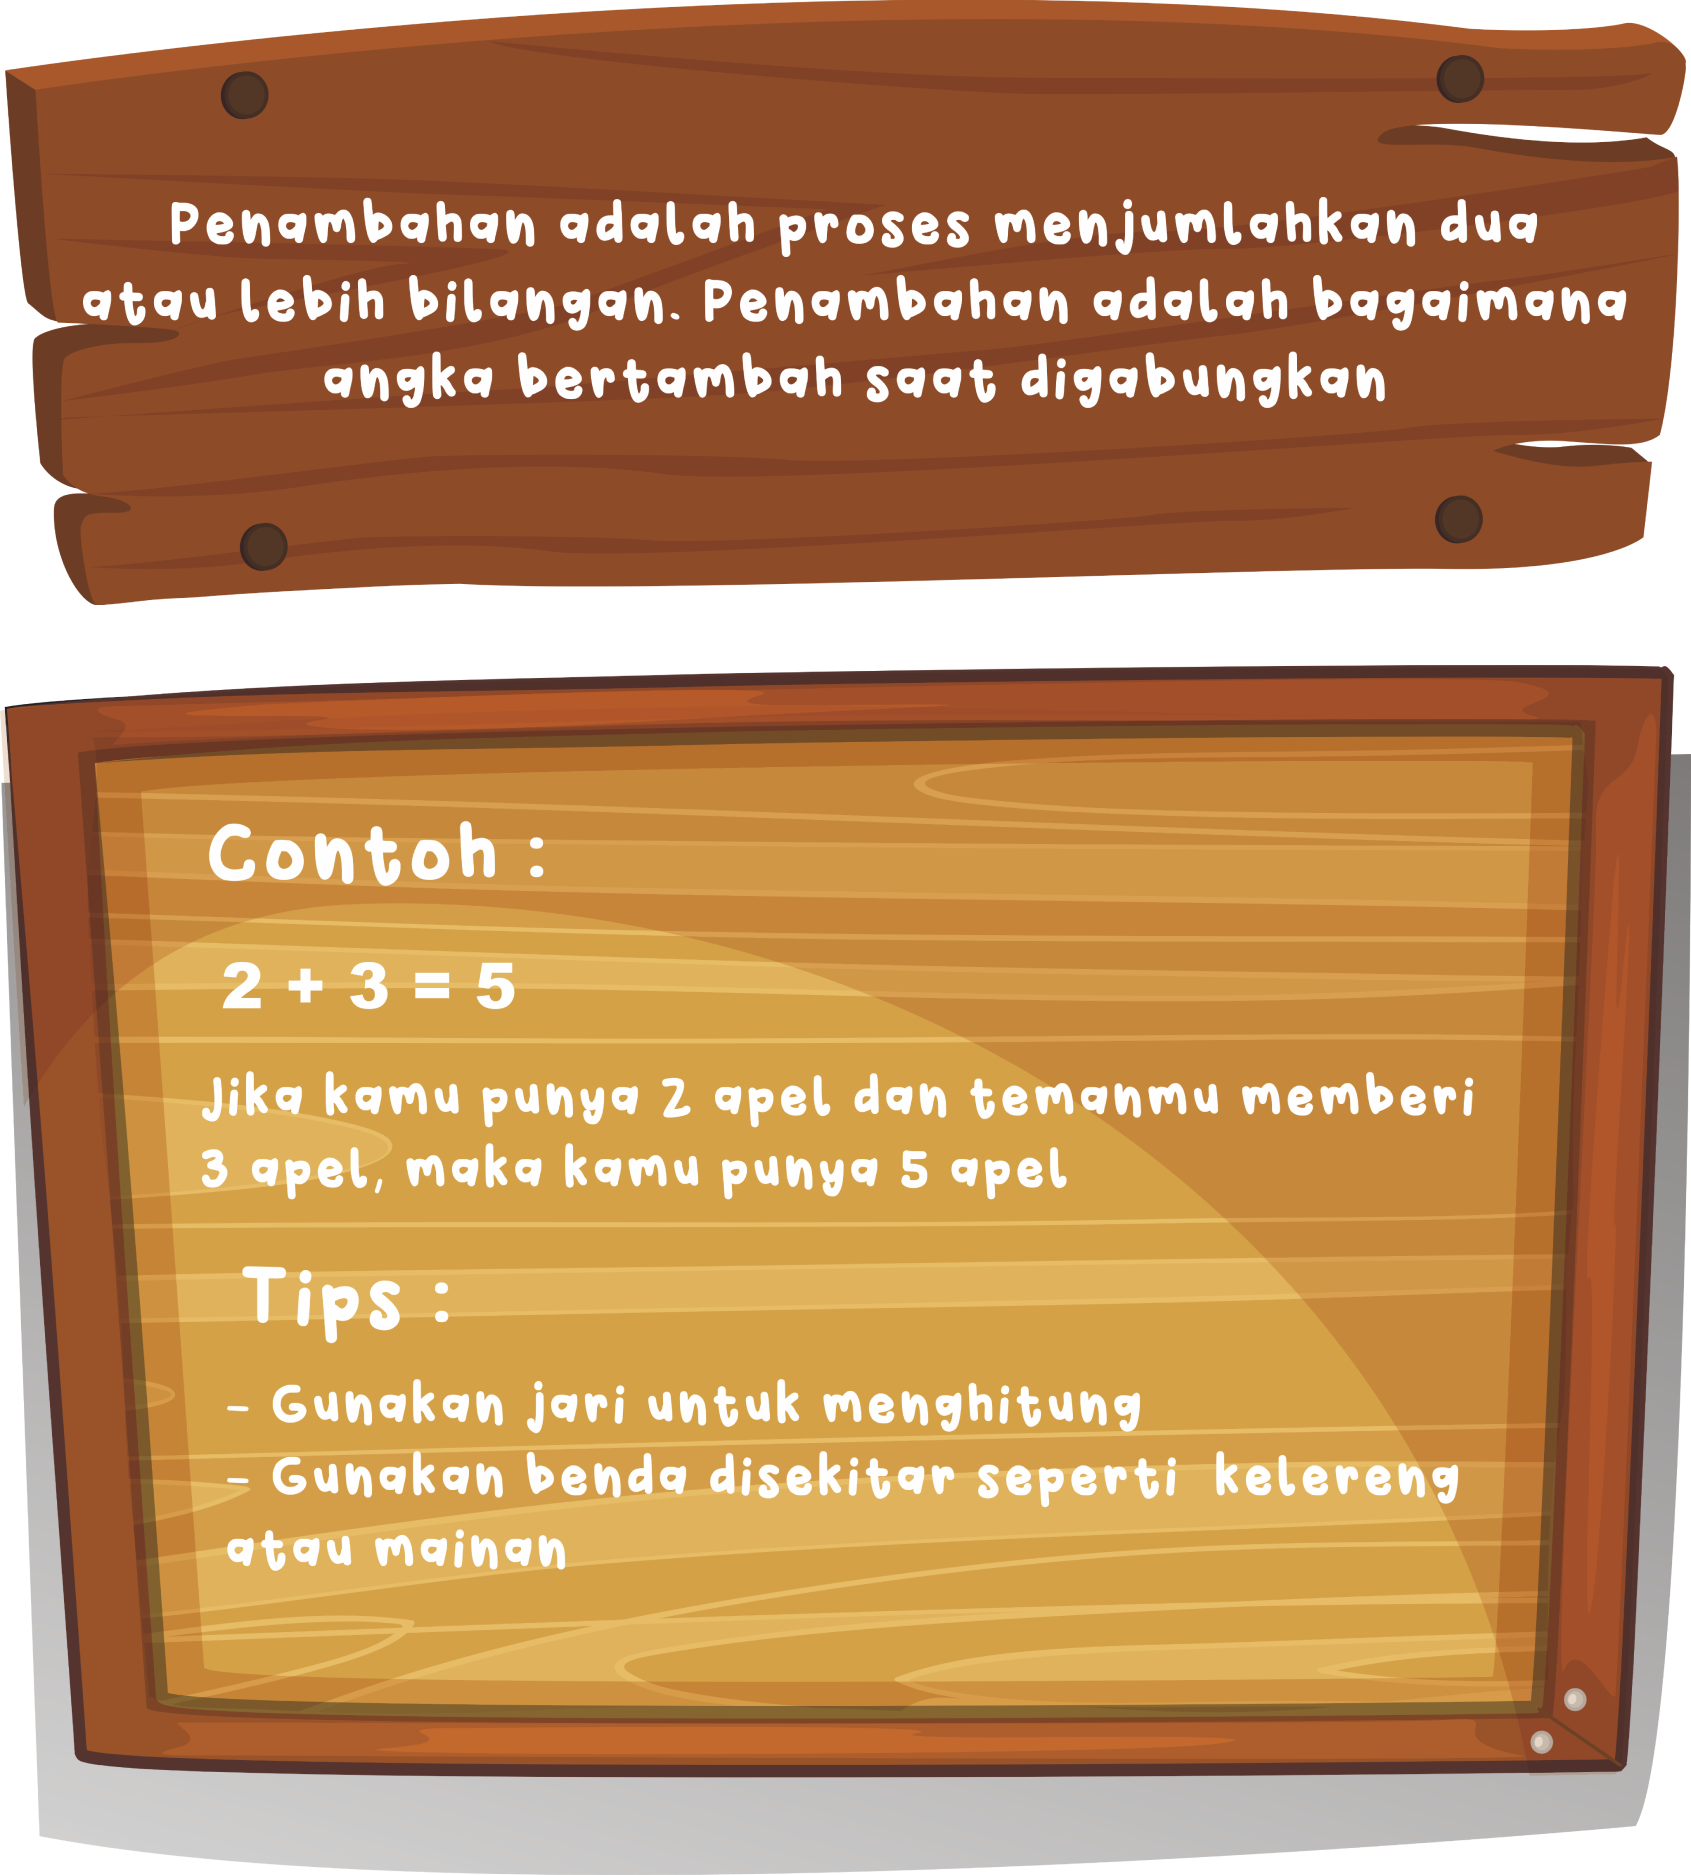 Penambahan adalah proses menjumlahkan dua
atau lebih bilangan. Penambahan adalah bagaimana
angka bertambah saat digabungkan
Contoh :
2 + 3 = 5
Jika kamu punya 2 apel dan temanmu memberi
3 apel, maka kamu punya 5 apel
Tips :
- Gunakan jari untuk menghitung
- Gunakan benda disekitar seperti kelereng
atau mainan